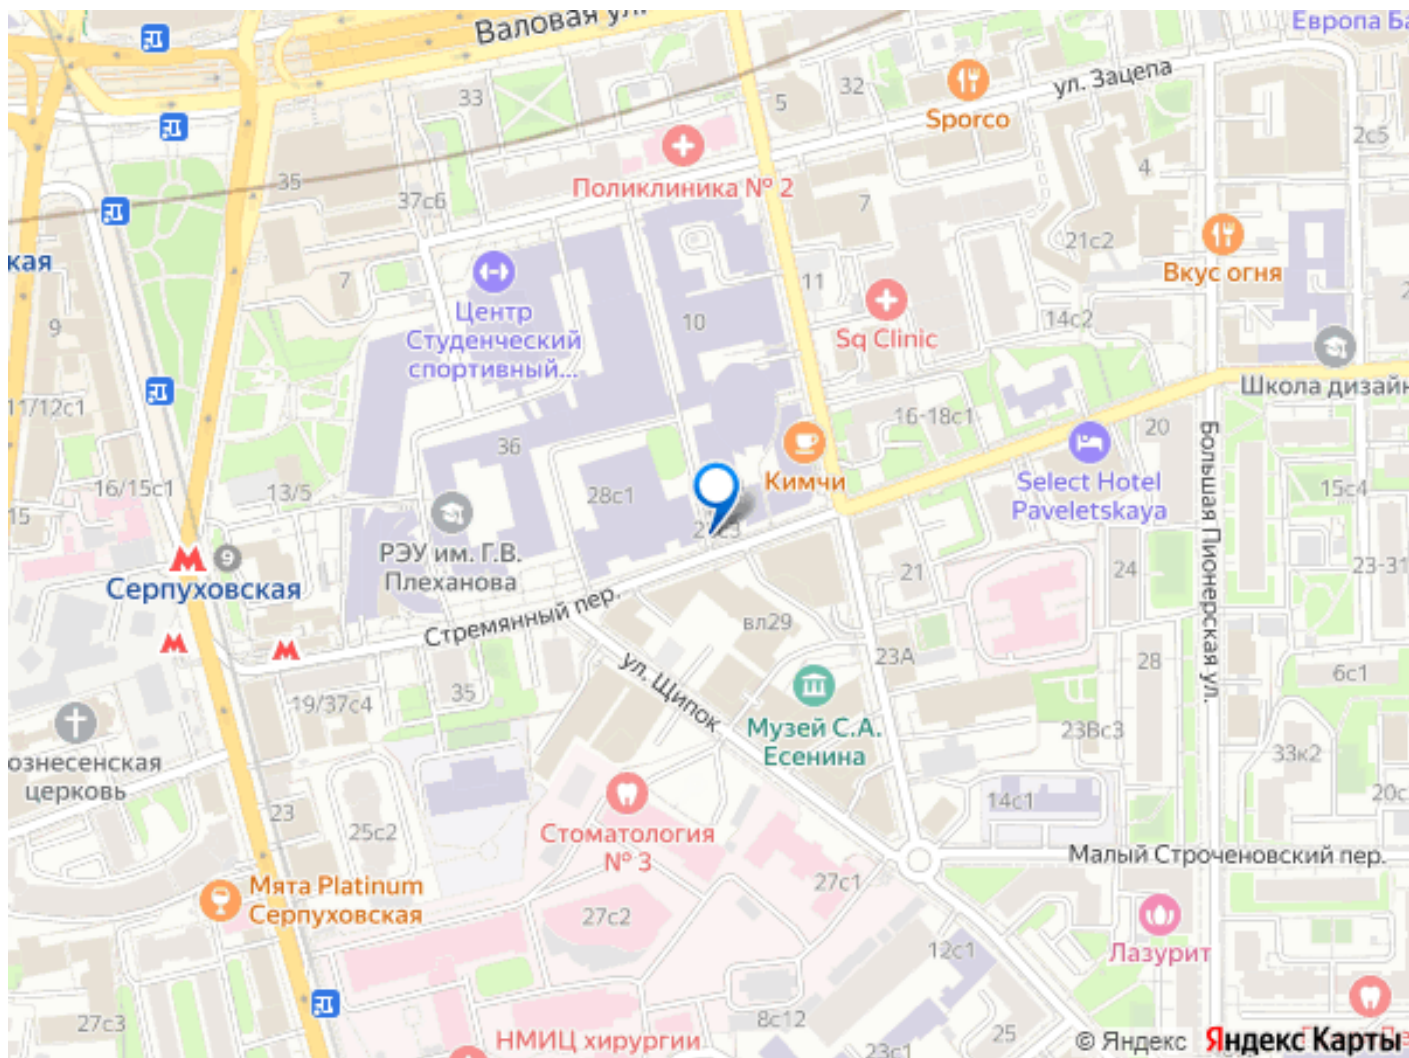 Валовая ул.
Европа Ба
ул. Зацепа
33
5
32
Sporco
2с5
Поликлиника № 2
4
35
37с6
7
21с2
кая
Вкус огня
7
11
Центр
Студенческий
спортивный...
10
14с2
9
Sq Clinic
Школа дизайн
11/12с1
16-18с1
20
36
Кимчи
Select Hotel
Paveletskaya
Большая Пионерская ул.
16/15с1
13/5
28с1
15с4
15
РЭУ им. Г.В.
Плеханова
Серпуховская
21
24
23-31
Стремянный пер.
вл29
23А
28
6с1
ул. Щипок
19/37с4
35
Музей С.А.
Есенина
23Вс3
33к2
ознесенская
церковь
23
25с2
Стоматология
№ 3
14с1
20с
Малый Строченовский пер.
Мята Platinum
Серпуховская
27с1
27с2
12с1
Лазурит
27с3
НМИЦ хирургии
8с12
23с1
25
© Яндекс Яндекс Карты